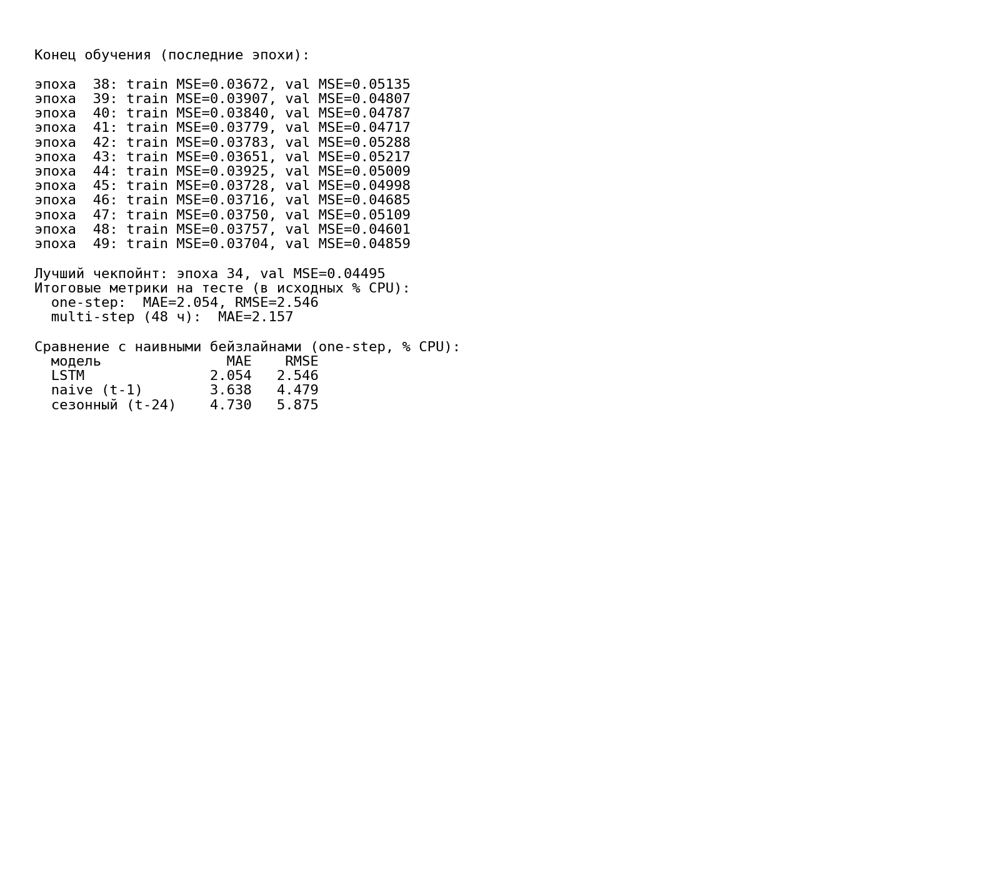 Конец обучения (последние эпохи):
эпоха  38: train MSE=0.03672, val MSE=0.05135
эпоха  39: train MSE=0.03907, val MSE=0.04807
эпоха  40: train MSE=0.03840, val MSE=0.04787
эпоха  41: train MSE=0.03779, val MSE=0.04717
эпоха  42: train MSE=0.03783, val MSE=0.05288
эпоха  43: train MSE=0.03651, val MSE=0.05217
эпоха  44: train MSE=0.03925, val MSE=0.05009
эпоха  45: train MSE=0.03728, val MSE=0.04998
эпоха  46: train MSE=0.03716, val MSE=0.04685
эпоха  47: train MSE=0.03750, val MSE=0.05109
эпоха  48: train MSE=0.03757, val MSE=0.04601
эпоха  49: train MSE=0.03704, val MSE=0.04859
Лучший чекпойнт: эпоха 34, val MSE=0.04495
Итоговые метрики на тесте (в исходных % CPU):
  one-step:  MAE=2.054, RMSE=2.546
  multi-step (48 ч):  MAE=2.157
Сравнение с наивными бейзлайнами (one-step, % CPU):
  модель               MAE    RMSE
  LSTM               2.054   2.546
  naive (t-1)        3.638   4.479
  сезонный (t-24)    4.730   5.875